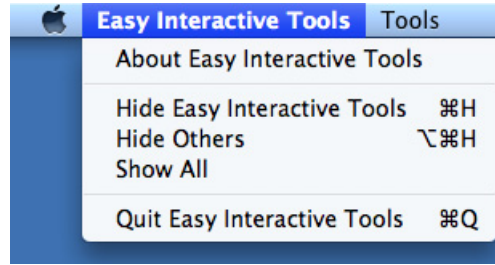 Easy Interactive Tools Tools
About Easy Interactive Tools
Hide Easy Interactive Tools ⌘H
Hide Others ⌥⌘H
Show All
Quit Easy Interactive Tools ⌘Q